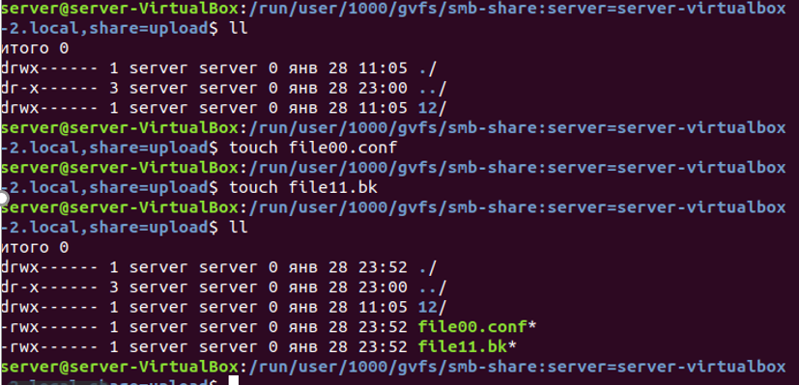 server@server-VirtualBox:/run/user/1000/gvfs/smb-share:server=server-virtualbox
-2.local,share=upload$ ll
итого 0
drwx------ 1 server server 0 янв 28 11:05 ./
dr-x------ 3 server server 0 янв 28 23:00 ../
drwx------ 1 server server 0 янв 28 11:05 12/
server@server-VirtualBox:/run/user/1000/gvfs/smb-share:server=server-virtualbox
-2.local,share=upload$ touch file00.conf
server@server-VirtualBox:/run/user/1000/gvfs/smb-share:server=server-virtualbox
-2.local,share=upload$ touch file11.bk
server@server-VirtualBox:/run/user/1000/gvfs/smb-share:server=server-virtualbox
-2.local,share=upload$ ll
итого 0
drwx------ 1 server server 0 янв 28 23:52 ./
dr-x------ 3 server server 0 янв 28 23:00 ../
drwx------ 1 server server 0 янв 28 11:05 12/
-rwx------ 1 server server 0 янв 28 23:52 file00.conf*
-rwx------ 1 server server 0 янв 28 23:52 file11.bk*
server@server-VirtualBox:/run/user/1000/gvfs/smb-share:server=server-virtualbox
-2.local,share=upload$